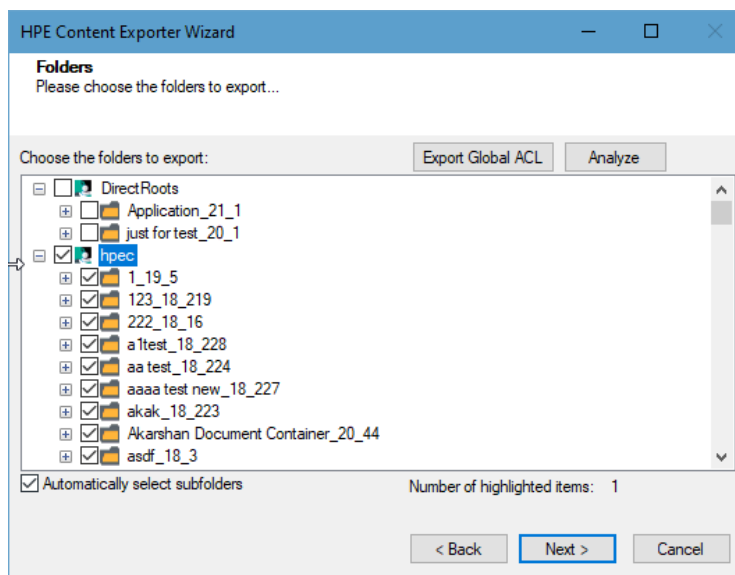 HPE Content Exporter Wizard
Folders
Please choose the folders to export...
Choose the folders to export:
Export Global ACL
Analyze
DirectRoots
Application_21_1
just for test_20_1
hpec
1_19_5
123_18_219
222_18_16
a1test_18_228
aa test_18_224
aaaa test new_18_227
akak_18_223
Akarshan Document Container_20_44
asdf_18_3
Automatically select subfolders
Number of highlighted items: 1
< Back
Next >
Cancel